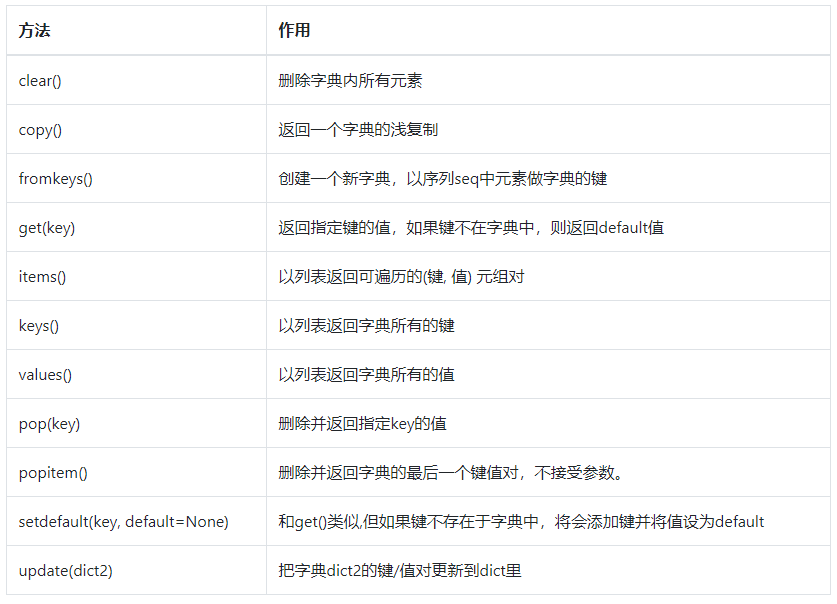 方法 作用
clear() 删除字典内所有元素
copy() 返回一个字典的浅复制
fromkeys() 创建一个新字典，以序列seq中元素做字典的键
get(key) 返回指定键的值，如果键不在字典中，则返回default值
items() 以列表返回可遍历的(键, 值) 元组对
keys() 以列表返回字典所有的键
values() 以列表返回字典所有的值
pop(key) 删除并返回指定key的值
popitem() 删除并返回字典的最后一个键值对，不接受参数。
setdefault(key, default=None) 和get()类似,但如果键不存在于字典中，将会添加键并将值设为default
update(dict2) 把字典dict2的键/值对更新到dict里